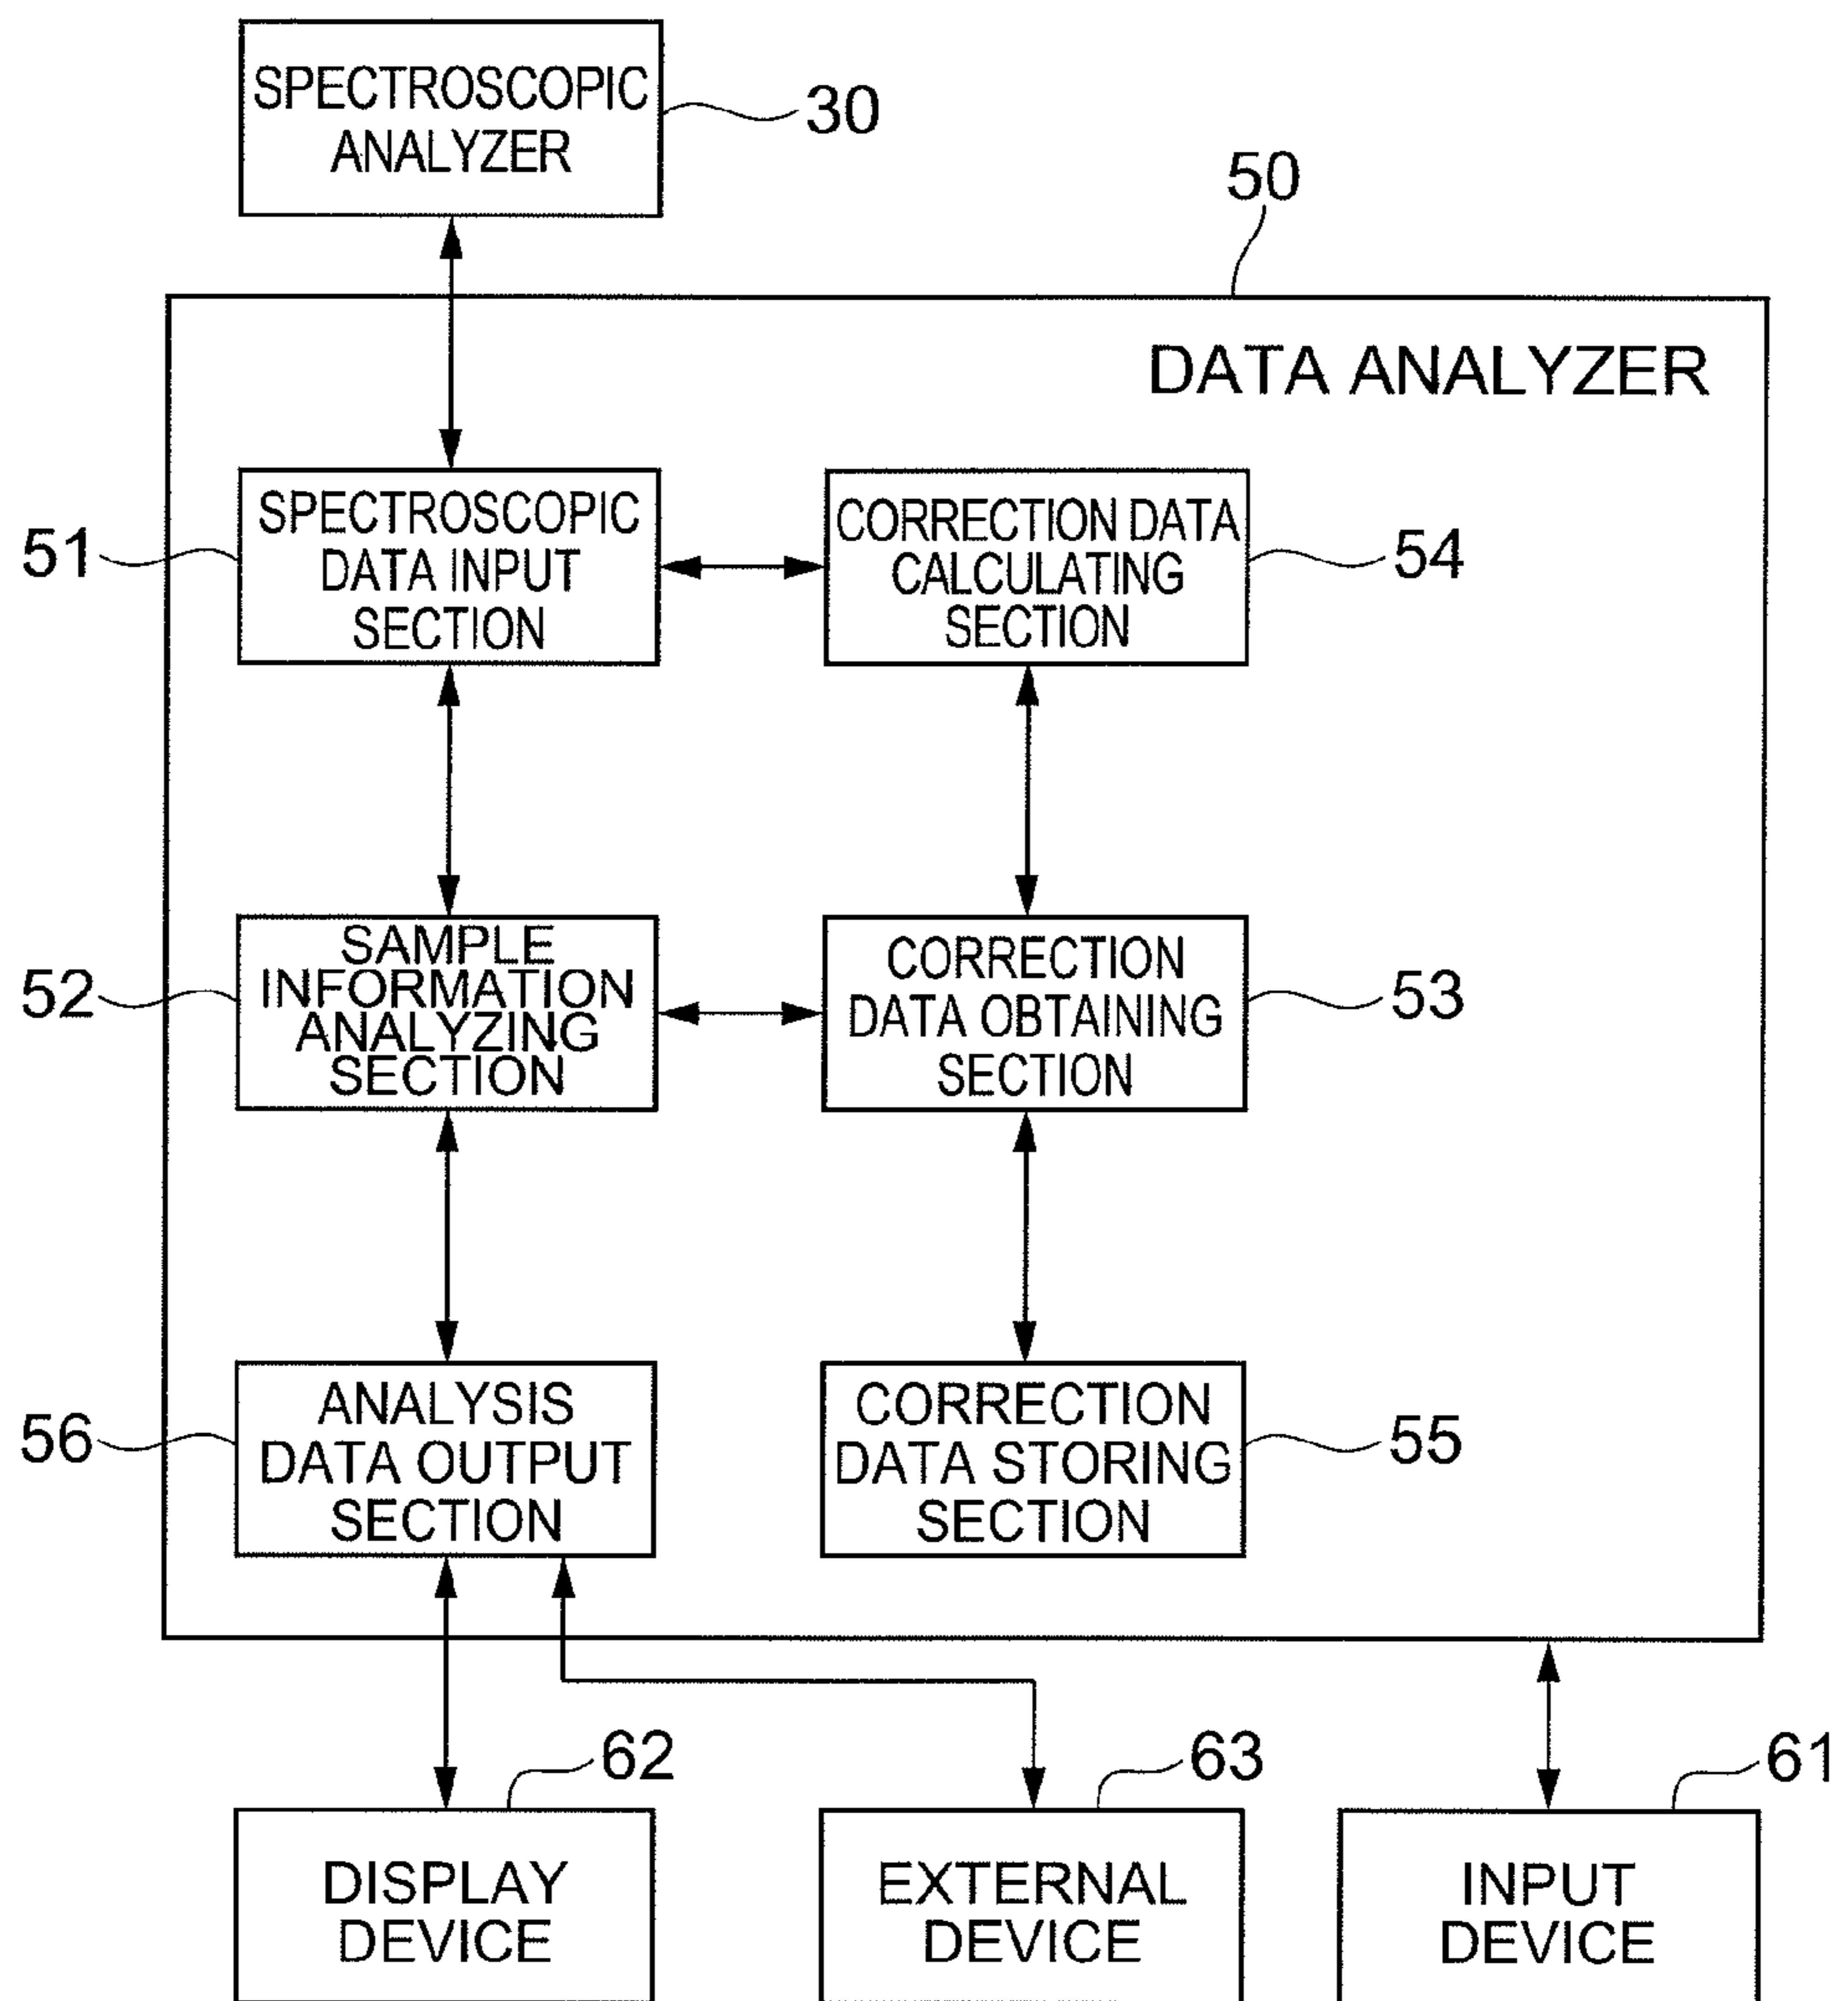 SPECTROSCOPIC
ANALYZER
30
50
DATA ANALYZER
51
SPECTROSCOPIC
DATA INPUT
SECTION
CORRECTION DATA
CALCULATING
SECTION
54
52
SAMPLE
INFORMATION
ANALYZING
SECTION
CORRECTION
DATA OBTAINING
SECTION
53
56
ANALYSIS
DATA OUTPUT
SECTION
CORRECTION
DATA STORING
SECTION
55
62
63
61
DISPLAY
DEVICE
EXTERNAL
DEVICE
INPUT
DEVICE